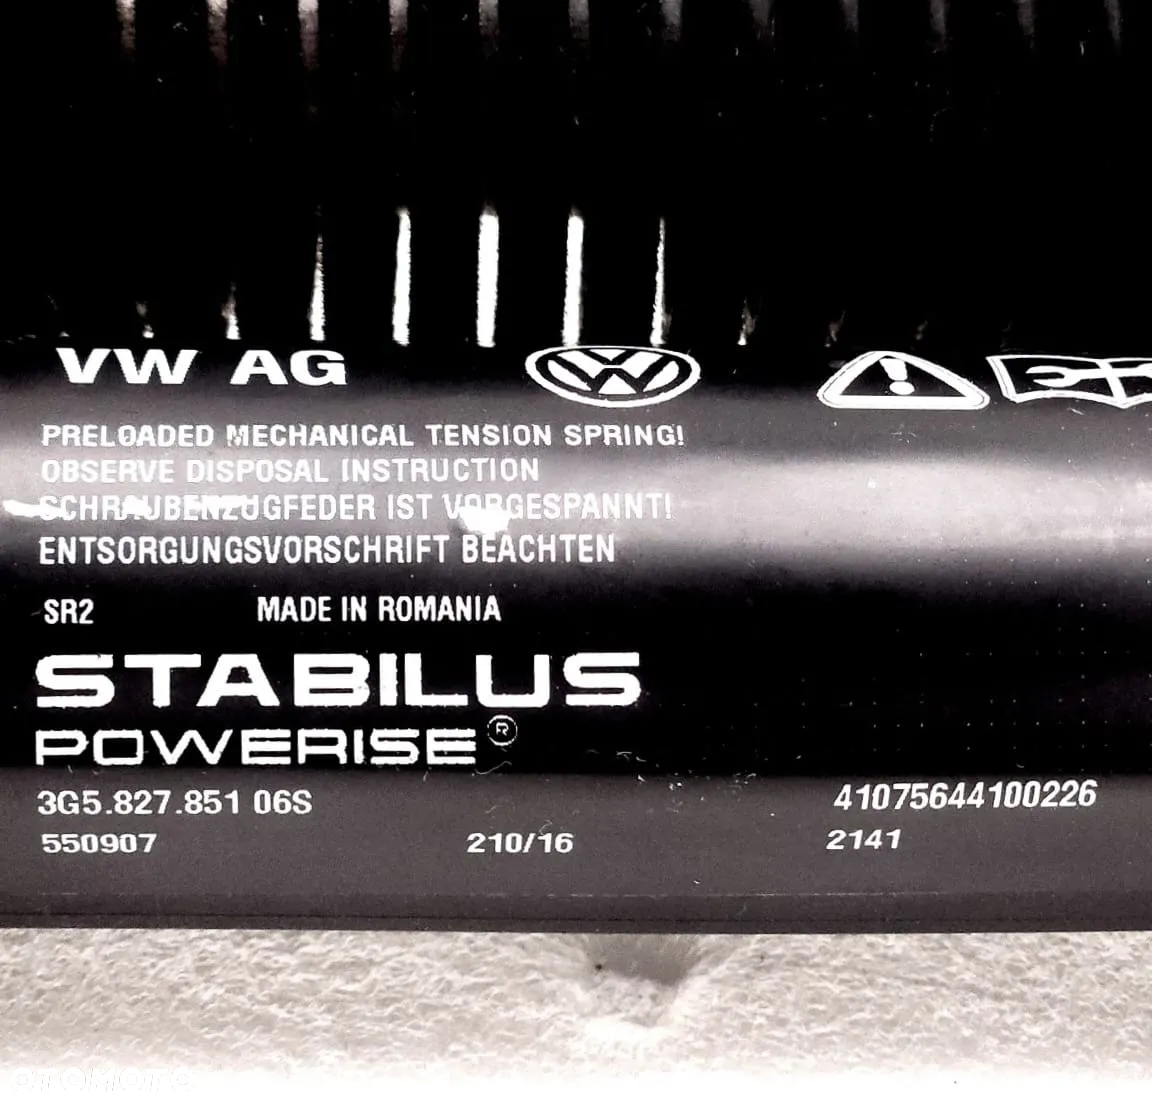 VW AG
PRELOADED MECHANICAL TENSION SPRING!
OBSERVE DISPOSAL INSTRUCTION
SCHRAUBENZUGFEDER IST VORGESPANNT!
ENTSORGUNGSVORSCHRIFT BEACHTEN
SR2 MADE IN ROMANIA
STABILUS
POWERISE®
3G5.827.851 06S 41075644100226
550907 210/16 2141
OTOMOTO